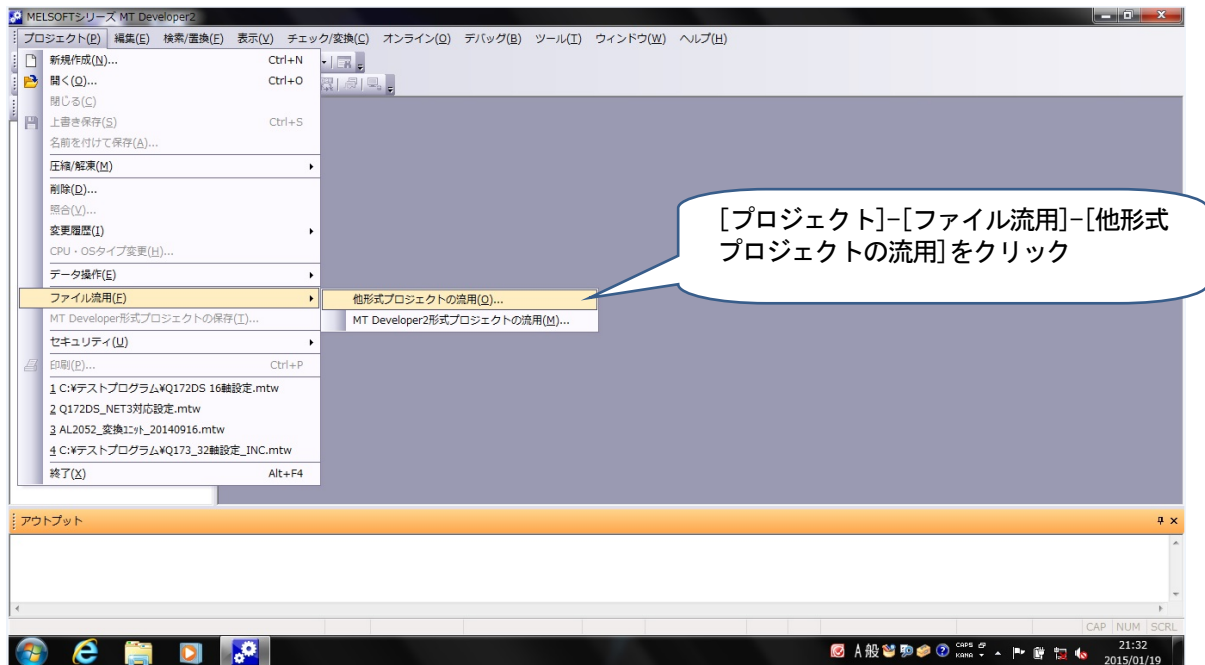 MELSOFTシリーズ MT Developer2
プロジェクト(P) 編集(E) 検索/置換(F) 表示(V) チェック/変換(C) オンライン(O) デバッグ(B) ツール(T) ウィンドウ(W) ヘルプ(H)
新規作成(N)... Ctrl+N
開く(O)... Ctrl+O
閉じる(C)
上書き保存(S) Ctrl+S
名前を付けて保存(A)...
圧縮/解凍(M)
削除(D)...
照合(V)...
変更履歴(I)
CPU・OSタイプ変更(H)...
データ操作(E)
ファイル流用(F)
他形式プロジェクトの流用(O)...
MT Developer形式プロジェクトの保存(T)...
MT Developer2形式プロジェクトの流用(M)...
セキュリティ(U)
印刷(P)... Ctrl+P
1 C:¥テストプログラム¥Q172DS 16軸設定.mtw
2 Q172DS_NET3対応設定.mtw
3 AL2052_変換ﾕﾆｯﾄ_20140916.mtw
4 C:¥テストプログラム¥Q173_32軸設定_INC.mtw
終了(X) Alt+F4
[プロジェクト]-[ファイル流用]-[他形式
プロジェクトの流用]をクリック
アウトプット
CAP NUM SCRL
A 般 CAPS KANA
21:32
2015/01/19